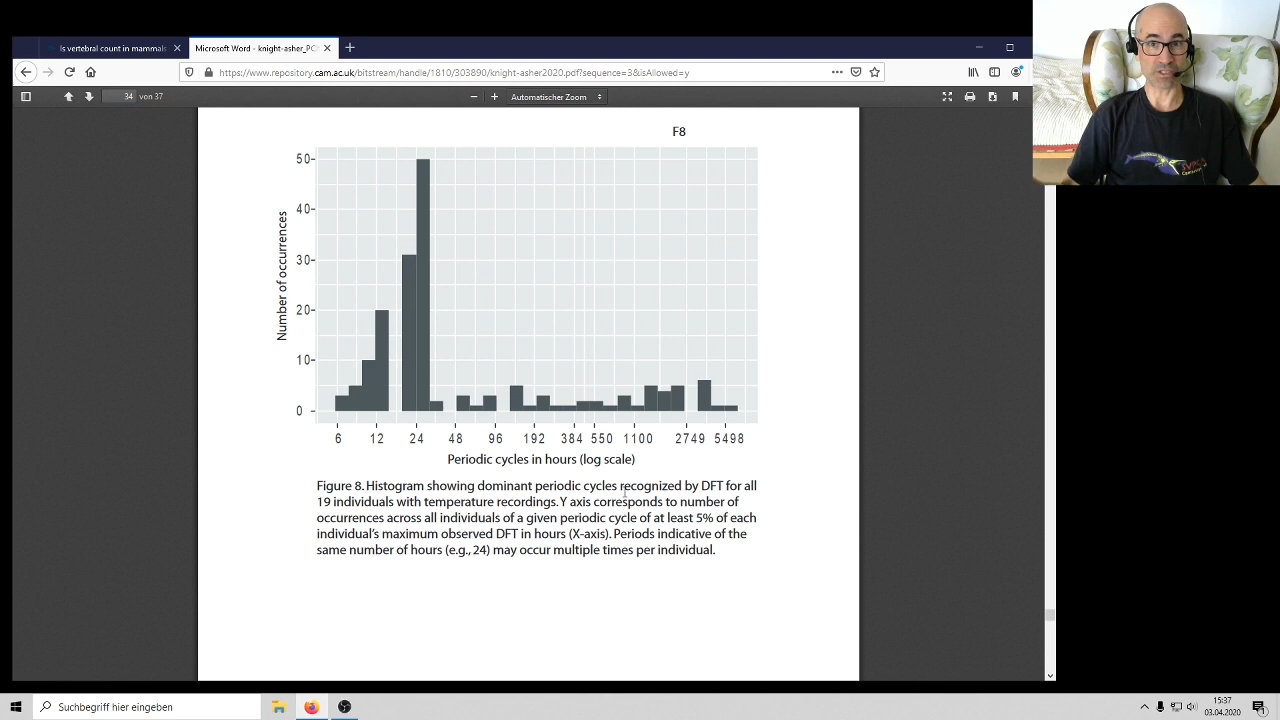 Is vertebral count in mammals
Microsoft Word - knight-asher_PC
https://www.repository.cam.ac.uk/bitstream/handle/1810/303890/knight-asher2020.pdf?sequence=3&isAllowed=y
34 von 37
Automatischer Zoom
F8
50
40
30
20
10
0
Number of occurrences
6 12 24 48 96 192 384 550 1100 2749 5498
Periodic cycles in hours (log scale)
Figure 8. Histogram showing dominant periodic cycles recognized by DFT for all
19 individuals with temperature recordings. Y axis corresponds to number of
occurrences across all individuals of a given periodic cycle of at least 5% of each
individual's maximum observed DFT in hours (X-axis). Periods indicative of the
same number of hours (e.g., 24) may occur multiple times per individual.
Suchbegriff hier eingeben
15:37
03.04.2020
1